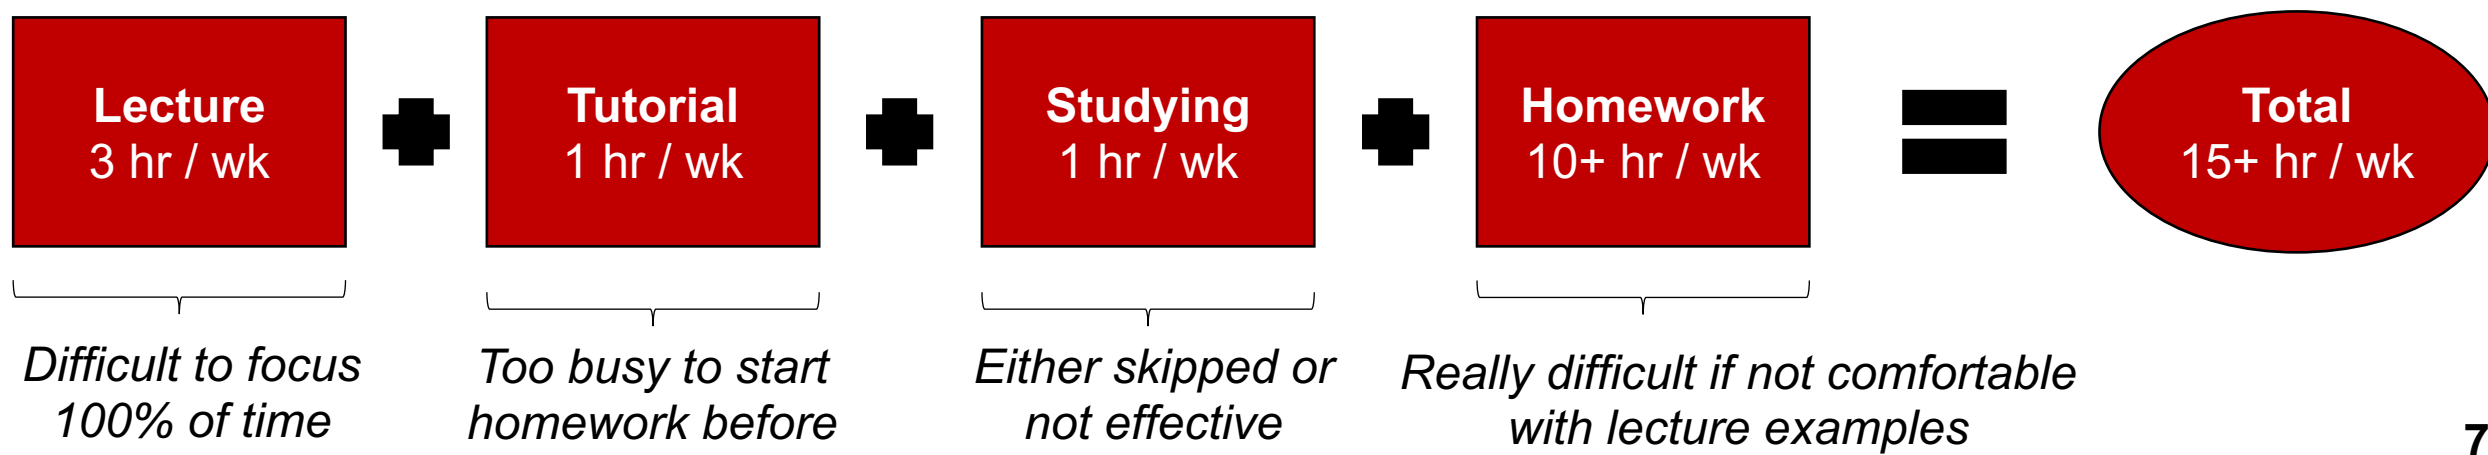 Lecture
3 hr / wk
Tutorial
1 hr / wk
Studying
1 hr / wk
Homework
10+ hr / wk
Total
15+ hr / wk
Difficult to focus
100% of time
Too busy to start
homework before
Either skipped or
not effective
Really difficult if not comfortable
with lecture examples
7